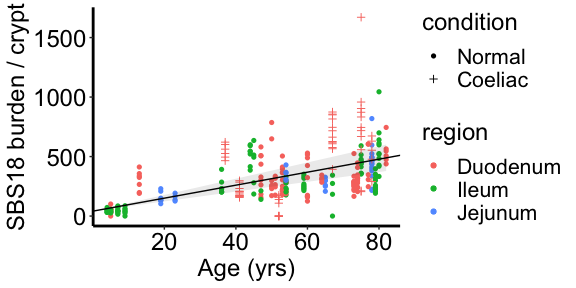 SBS18 burden / crypt
1500
1000
500
0
20
40
60
80
Age (yrs)
condition
Normal
Coeliac
region
Duodenum
Ileum
Jejunum